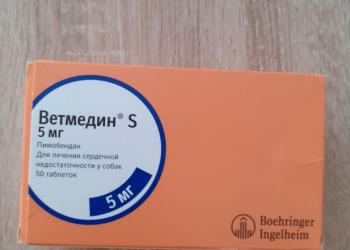 Ветмедин® S
5 мг
Пимобендан
Для лечения сердечной
недостаточности у собак
50 таблеток
5 мг
Boehringer
Ingelheim